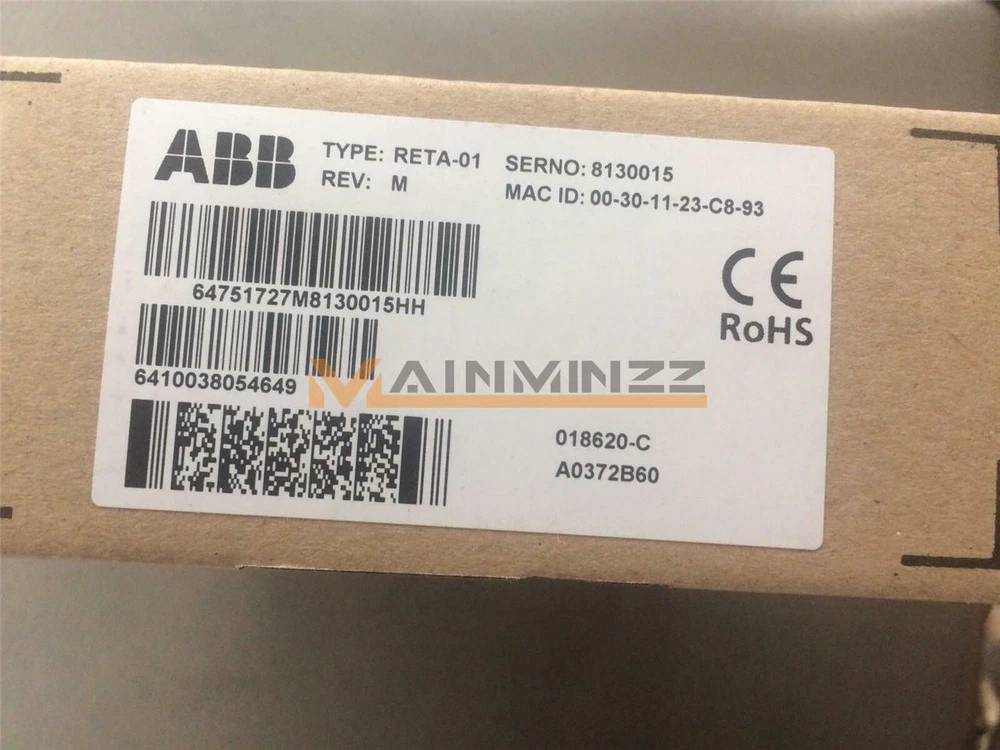 ABB
TYPE: RETA-01
REV: M
SERNO: 8130015
MAC ID: 00-30-11-23-C8-93
64751727M8130015HH
CE
RoHS
6410038054649
MAINMINZZ
018620-C
A0372B60